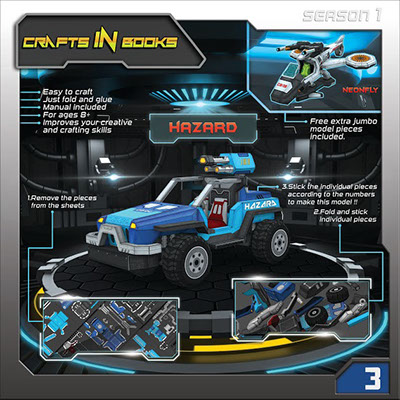 SEASON 1
CRAFTS IN BOOKS
Easy to craft
Just fold and glue
Manual included
For ages 8+
Improves your creative
and crafting skills
NEONFLY
Free extra jumbo
model pieces
included.
HAZARD
1.Remove the pieces
from the sheets
3.Stick the individual pieces
according to the numbers
to make this model !!
2.Fold and stick
individual pieces
HAZARD
3